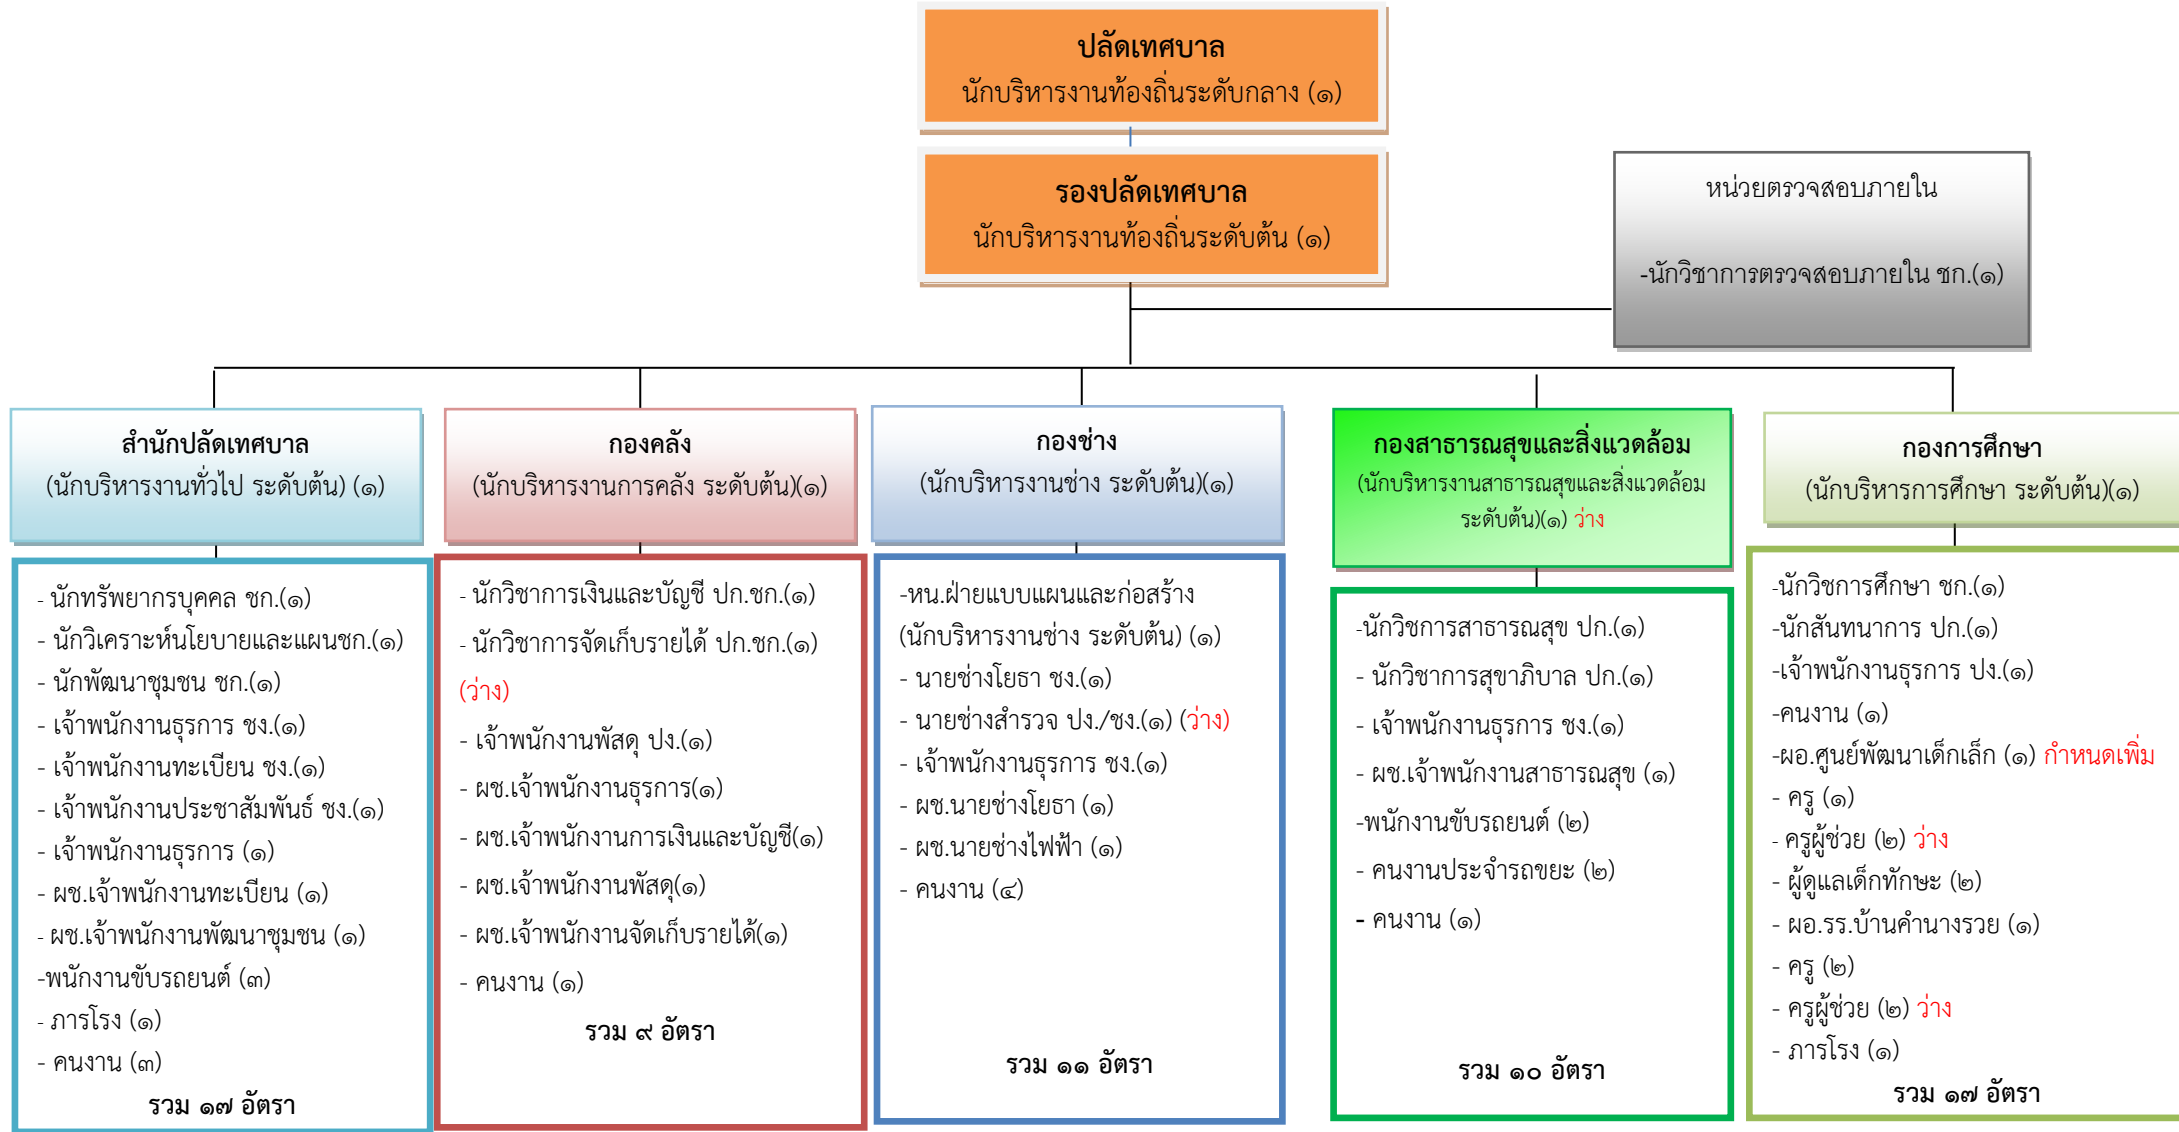 ปลัดเทศบาล
นักบริหารงานท้องถิ่นระดับกลาง (๑)
รองปลัดเทศบาล
นักบริหารงานท้องถิ่นระดับต้น (๑)
หน่วยตรวจสอบภายใน
-นักวิชาการตรวจสอบภายใน ชก.(๑)
สำนักปลัดเทศบาล
(นักบริหารงานทั่วไป ระดับต้น) (๑)
- นักทรัพยากรบุคคล ชก.(๑)
- นักวิเคราะห์นโยบายและแผนชก.(๑)
- นักพัฒนาชุมชน ชก.(๑)
- เจ้าพนักงานธุรการ ชง.(๑)
- เจ้าพนักงานทะเบียน ชง.(๑)
- เจ้าพนักงานประชาสัมพันธ์ ชง.(๑)
- เจ้าพนักงานธุรการ (๑)
- ผช.เจ้าพนักงานทะเบียน (๑)
- ผช.เจ้าพนักงานพัฒนาชุมชน (๑)
-พนักงานขับรถยนต์ (๓)
- ภารโรง (๑)
- คนงาน (๓)
รวม ๑๗ อัตรา
กองคลัง
(นักบริหารงานการคลัง ระดับต้น)(๑)
- นักวิชาการเงินและบัญชี ปก.ชก.(๑)
- นักวิชาการจัดเก็บรายได้ ปก.ชก.(๑)
(ว่าง)
- เจ้าพนักงานพัสดุ ปง.(๑)
- ผช.เจ้าพนักงานธุรการ(๑)
- ผช.เจ้าพนักงานการเงินและบัญชี(๑)
- ผช.เจ้าพนักงานพัสดุ(๑)
- ผช.เจ้าพนักงานจัดเก็บรายได้(๑)
- คนงาน (๑)
รวม ๙ อัตรา
กองช่าง
(นักบริหารงานช่าง ระดับต้น)(๑)
-หน.ฝ่ายแบบแผนและก่อสร้าง
(นักบริหารงานช่าง ระดับต้น) (๑)
- นายช่างโยธา ชง.(๑)
- นายช่างสำรวจ ปง./ชง.(๑) (ว่าง)
- เจ้าพนักงานธุรการ ชง.(๑)
- ผช.นายช่างโยธา (๑)
- ผช.นายช่างไฟฟ้า (๑)
- คนงาน (๔)
รวม ๑๑ อัตรา
กองสาธารณสุขและสิ่งแวดล้อม
(นักบริหารงานสาธารณสุขและสิ่งแวดล้อม
ระดับต้น)(๑) ว่าง
-นักวิชการสาธารณสุข ปก.(๑)
- นักวิชาการสุขาภิบาล ปก.(๑)
- เจ้าพนักงานธุรการ ชง.(๑)
- ผช.เจ้าพนักงานสาธารณสุข (๑)
-พนักงานขับรถยนต์ (๒)
- คนงานประจำรถขยะ (๒)
- คนงาน (๑)
รวม ๑๐ อัตรา
กองการศึกษา
(นักบริหารการศึกษา ระดับต้น)(๑)
-นักวิชการศึกษา ชก.(๑)
-นักสันทนาการ ปก.(๑)
-เจ้าพนักงานธุรการ ปง.(๑)
-คนงาน (๑)
-ผอ.ศูนย์พัฒนาเด็กเล็ก (๑) กำหนดเพิ่ม
- ครู (๑)
- ครูผู้ช่วย (๒) ว่าง
- ผู้ดูแลเด็กทักษะ (๒)
- ผอ.รร.บ้านคำนางรวย (๑)
- ครู (๒)
- ครูผู้ช่วย (๒) ว่าง
- ภารโรง (๑)
รวม ๑๗ อัตรา